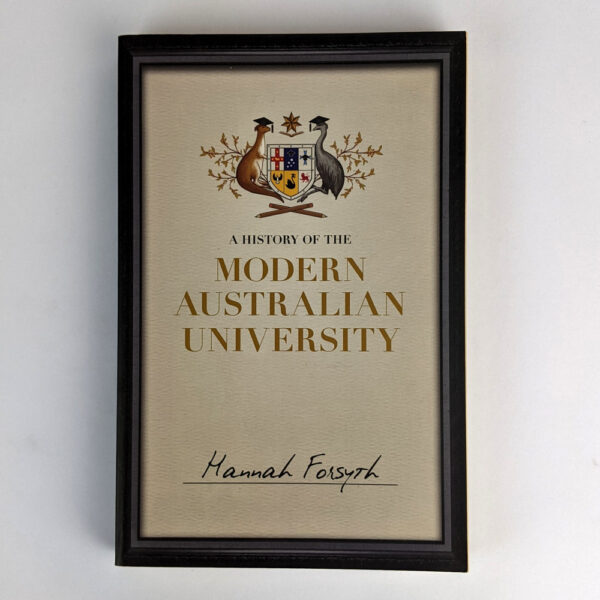 A HISTORY OF THE
MODERN
AUSTRALIAN
UNIVERSITY
Hannah Forsyth